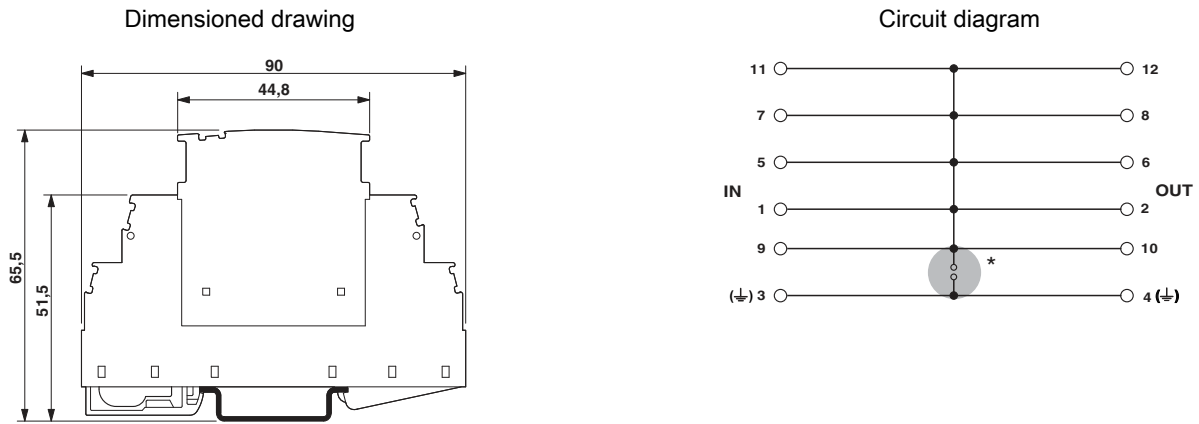 Dimensioned drawing
90
44,8
65,5
51,5
Circuit diagram
11 12
7 8
5 6
IN OUT
1 2
9 10
*
(⏚) 3 4 (⏚)